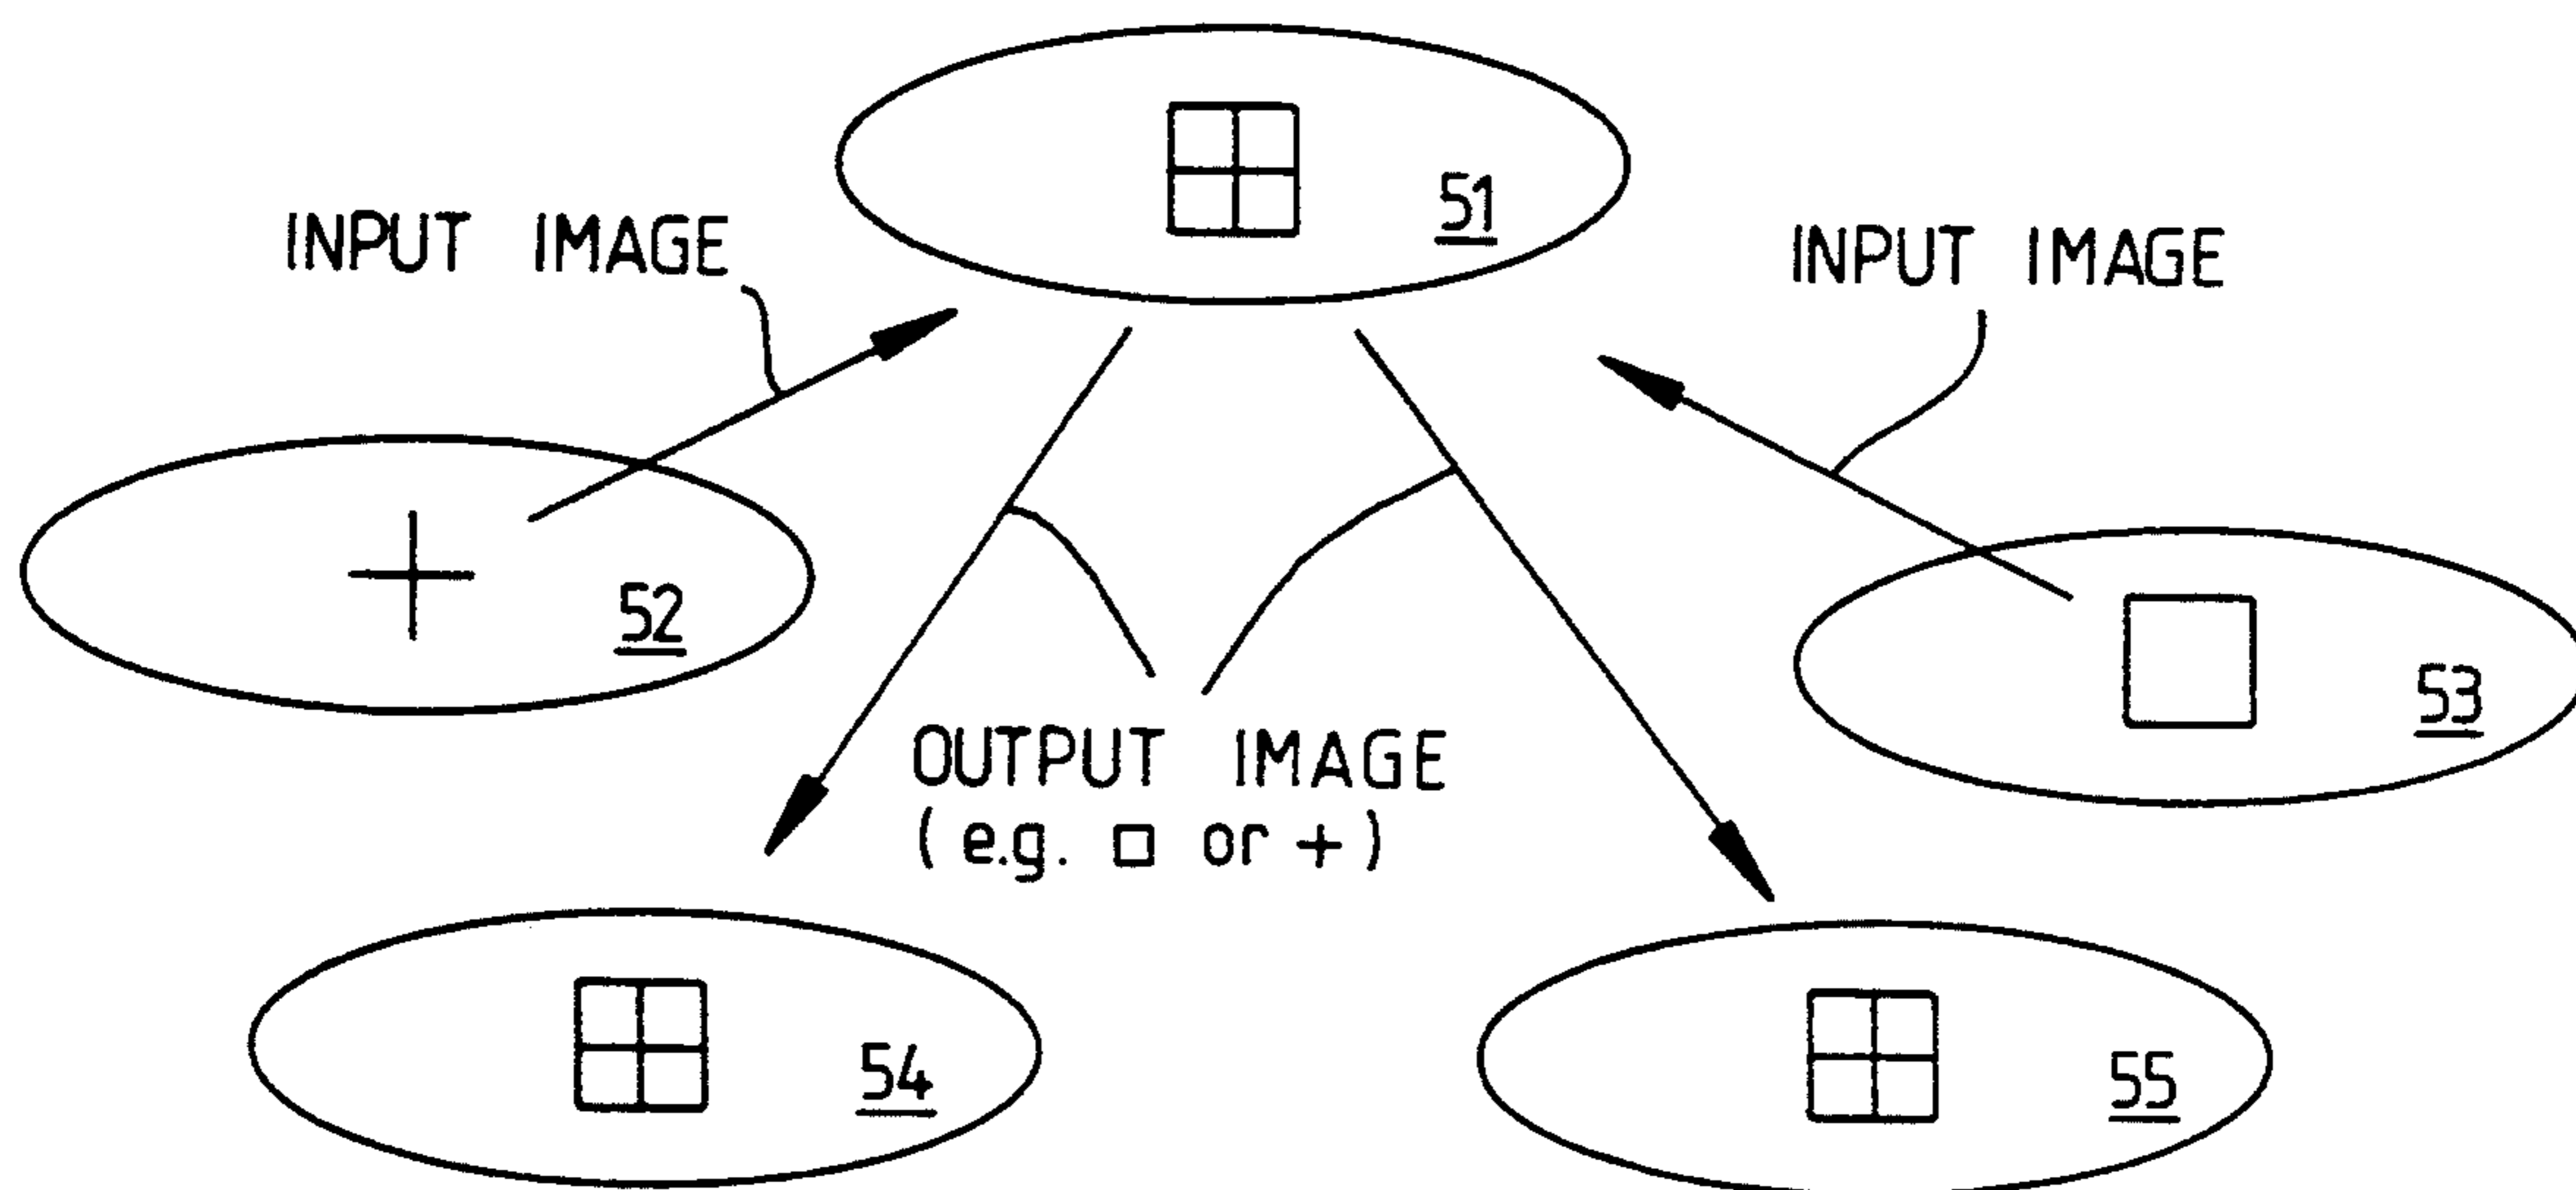 51
INPUT IMAGE
INPUT IMAGE
52
53
OUTPUT IMAGE
(e.g. □ or +)
54
55